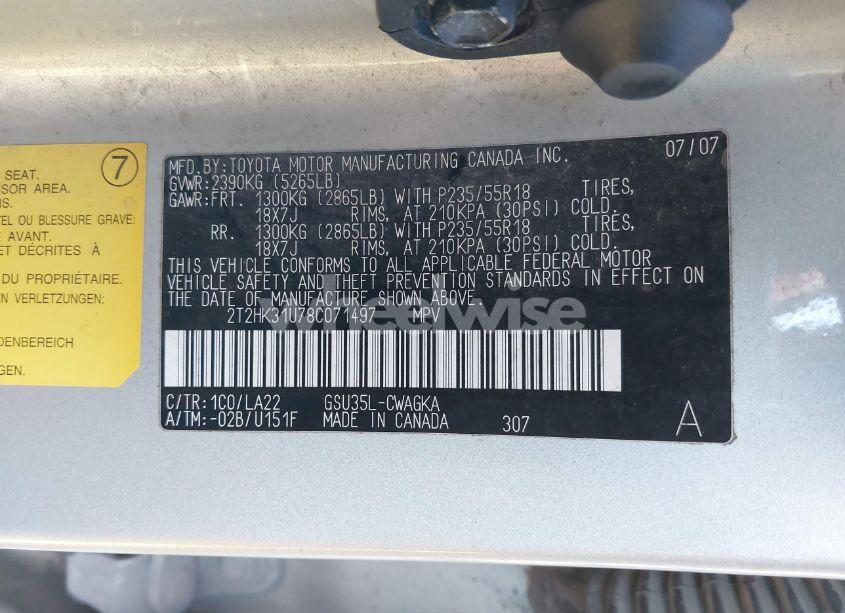 7
SEAT.
SOR AREA.
S.
TEL OU BLESSURE GRAVE:
E AVANT.
ET DÉCRITES À
DU PROPRIÉTAIRE.
EN VERLETZUNGEN:
DENBEREICH
GEN.
MFD.BY:TOYOTA MOTOR MANUFACTURING CANADA INC. 07/07
GVWR:2390KG (5265LB)
GAWR:FRT. 1300KG (2865LB) WITH P235/55R18 TIRES,
18X7J RIMS, AT 210KPA (30PSI) COLD.
RR. 1300KG (2865LB) WITH P235/55R18 TIRES,
18X7J RIMS, AT 210KPA (30PSI) COLD.
THIS VEHICLE CONFORMS TO ALL APPLICABLE FEDERAL MOTOR
VEHICLE SAFETY AND THEFT PREVENTION STANDARDS IN EFFECT ON
THE DATE OF MANUFACTURE SHOWN ABOVE.
wheelwise
2T2HK31U78C071497 MPV
C/TR:1C0/LA22 GSU35L-CWAGKA
A/TM:-02B/U151F MADE IN CANADA 307 A